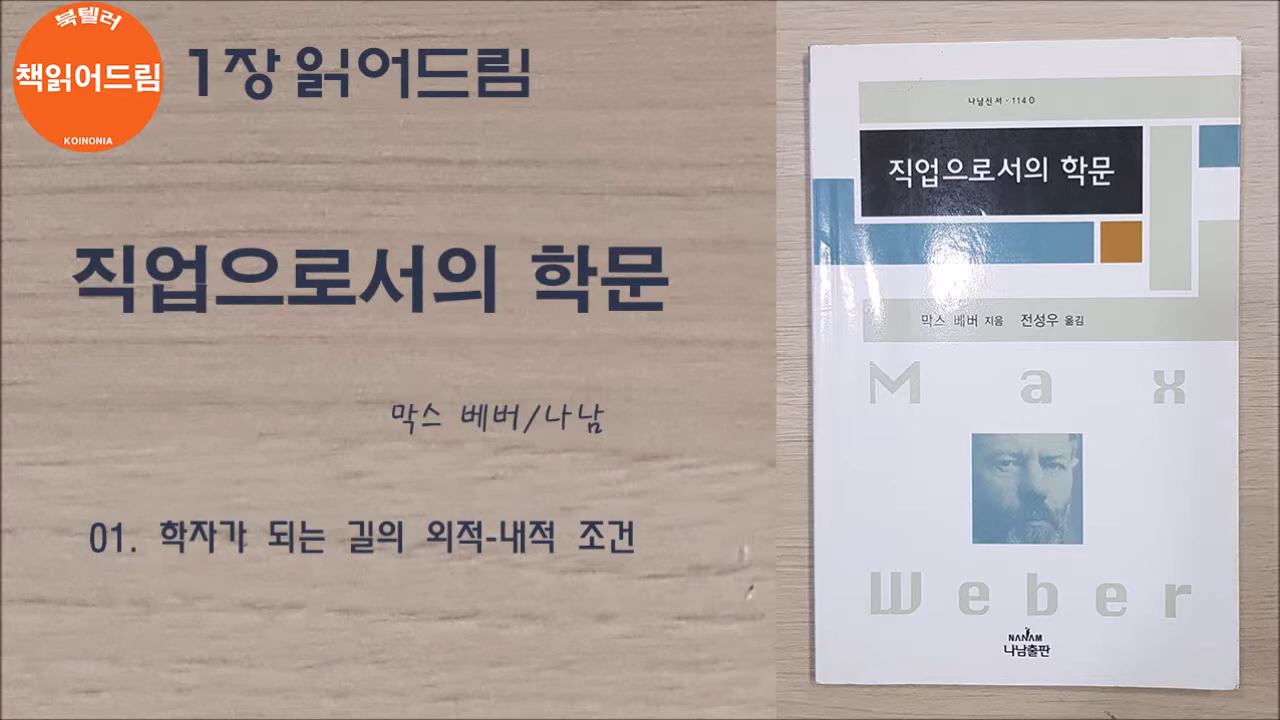 북텔러
책읽어드림
KOINONIA
1장 읽어드림
직업으로서의 학문
막스 베버/나남
01. 학자가 되는 길의 외적-내적 조건
나남신서·1140
직업으로서의 학문
막스 베버 지음 전성우 옮김
Max
Weber
NANAM
나남출판